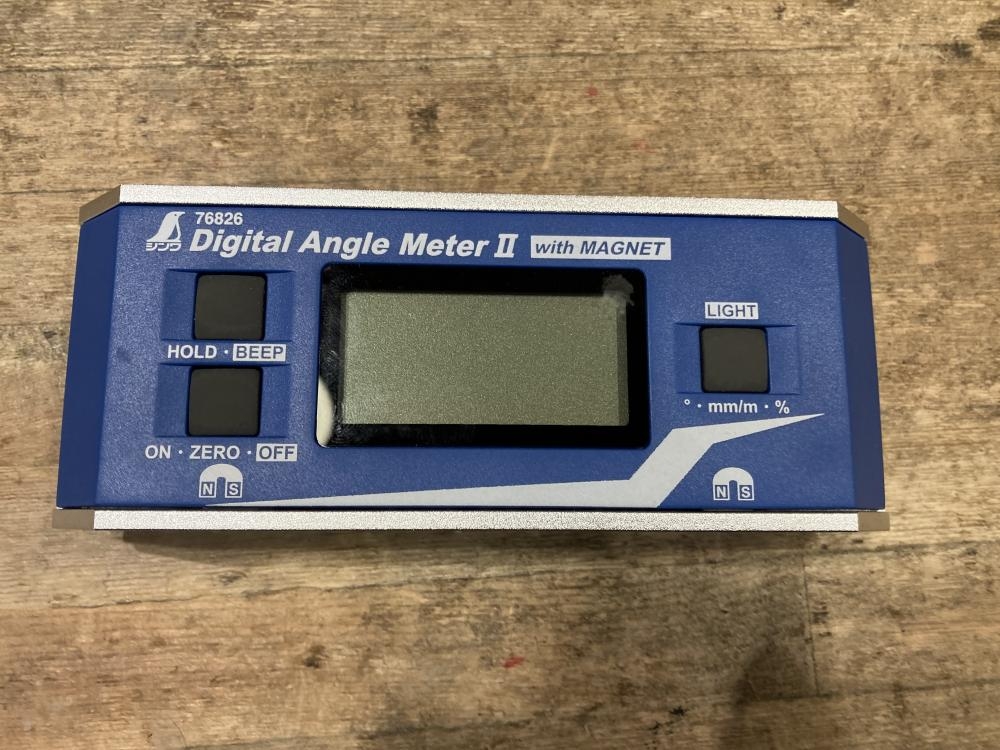 76826
シンワ Digital Angle Meter II with MAGNET
LIGHT
HOLD・BEEP
°・mm/m・%
ON・ZERO・OFF
N S
N S